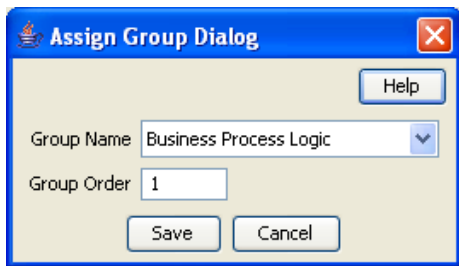 Assign Group Dialog
Help
Group Name Business Process Logic
Group Order 1
Save Cancel